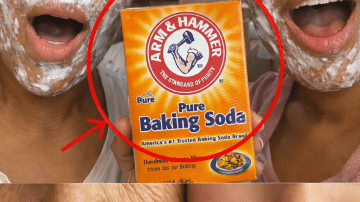 ARM & HAMMER
THE STANDARD OF PURITY
Pure
Pure
Baking Soda
America's #1 Trusted Baking Soda Brand